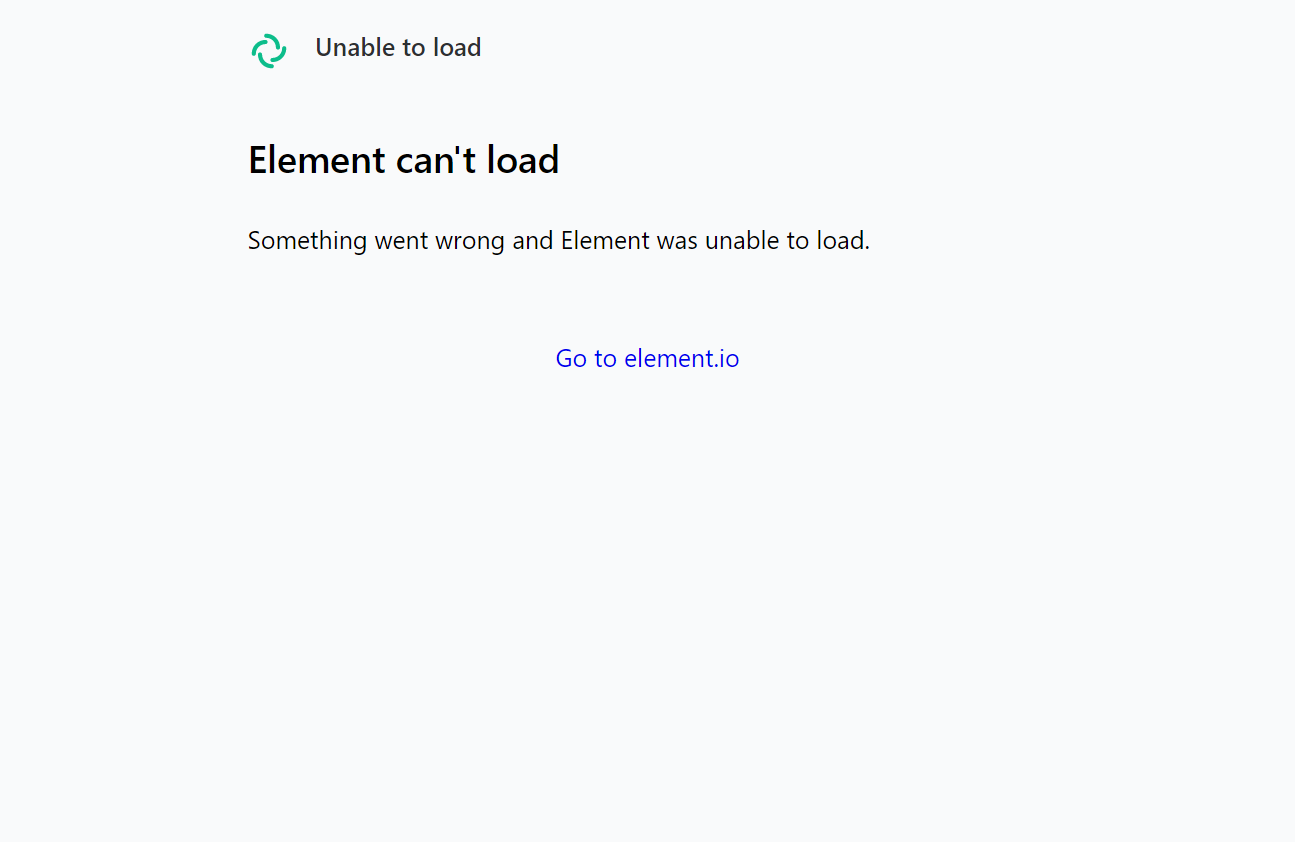 Unable to load
Element can't load
Something went wrong and Element was unable to load.
Go to element.io